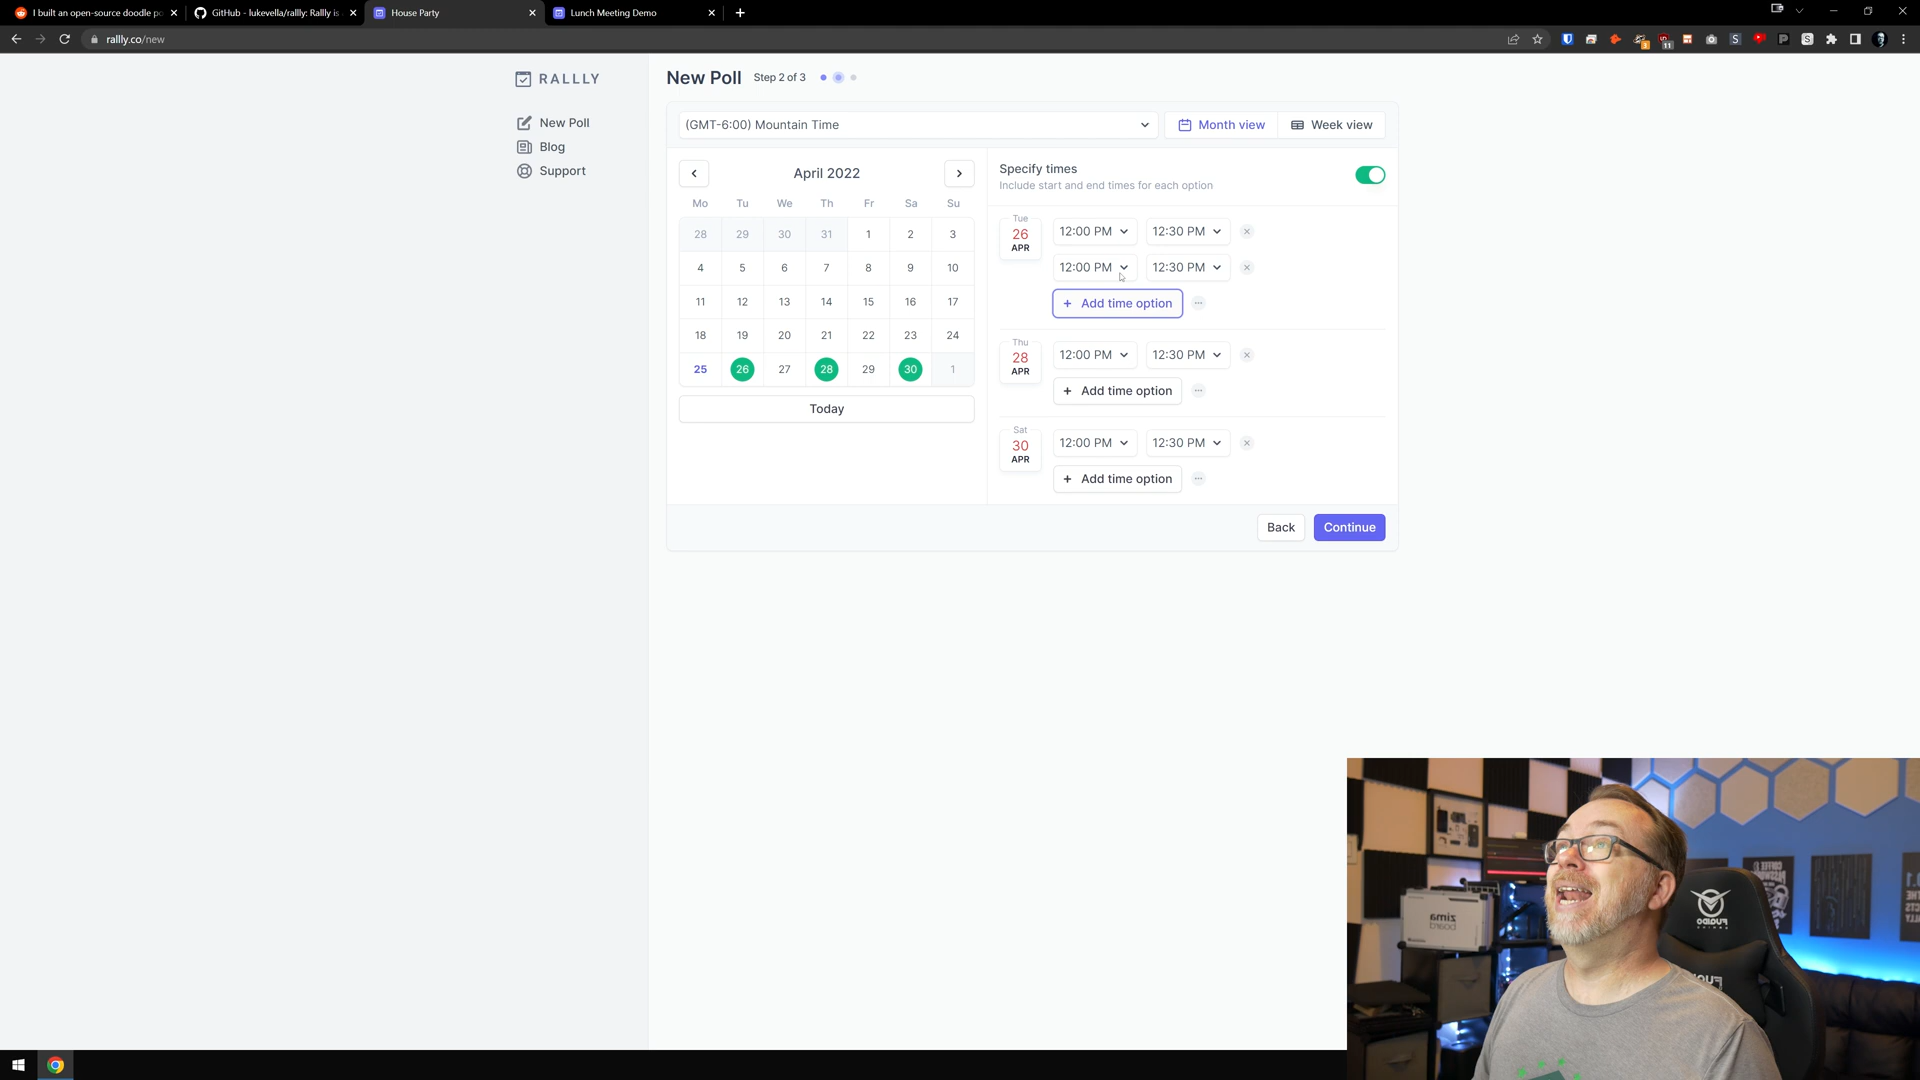 I built an open-source doodle po
GitHub - lukevella/rallly: Rallly is
House Party
Lunch Meeting Demo
rallly.co/new
3
11
RALLLY
New Poll
Blog
Support
New Poll Step 2 of 3
(GMT-6:00) Mountain Time
Month view
Week view
April 2022
Mo Tu We Th Fr Sa Su
28 29 30 31 1 2 3
4 5 6 7 8 9 10
11 12 13 14 15 16 17
18 19 20 21 22 23 24
25 26 27 28 29 30 1
Today
Specify times
Include start and end times for each option
Tue
26
APR
12:00 PM 12:30 PM
12:00 PM 12:30 PM
+ Add time option
Thu
28
APR
12:00 PM 12:30 PM
+ Add time option
Sat
30
APR
12:00 PM 12:30 PM
+ Add time option
Back
Continue
zima
board